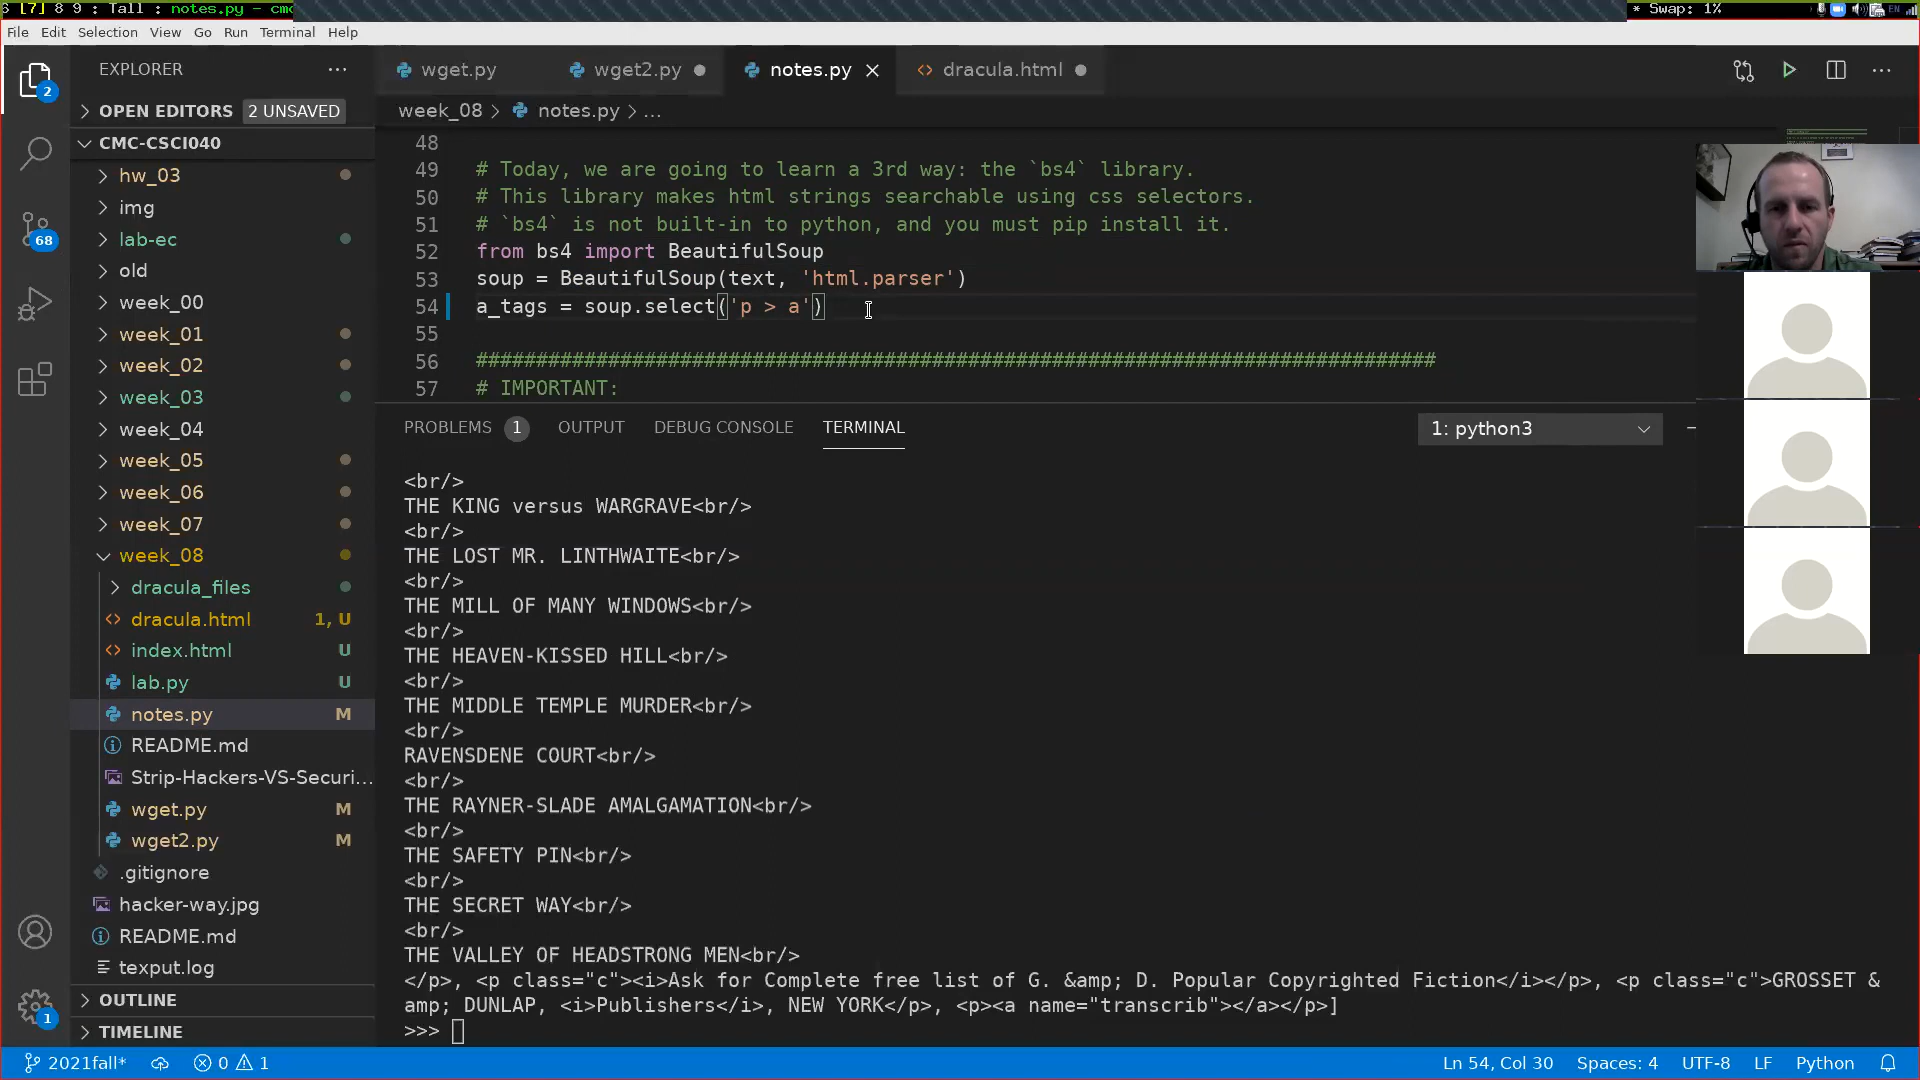 6 [7] 8 9 : Tall : notes.py - cmc
* Swap: 1%
EN
File Edit Selection View Go Run Terminal Help
EXPLORER ...
wget.py wget2.py notes.py dracula.html
OPEN EDITORS 2 UNSAVED
week_08 > notes.py > ...
CMC-CSCI040
hw_03
img
lab-ec
old
week_00
week_01
week_02
week_03
week_04
week_05
week_06
week_07
week_08
dracula_files
dracula.html 1, U
index.html U
lab.py U
notes.py M
README.md
Strip-Hackers-VS-Securi...
wget.py M
wget2.py M
.gitignore
hacker-way.jpg
README.md
texput.log
OUTLINE
TIMELINE
2
68
1
48
49 # Today, we are going to learn a 3rd way: the `bs4` library.
50 # This library makes html strings searchable using css selectors.
51 # `bs4` is not built-in to python, and you must pip install it.
52 from bs4 import BeautifulSoup
53 soup = BeautifulSoup(text, 'html.parser')
54 a_tags = soup.select('p > a')
55
56 ################################################################################
57 # IMPORTANT:
PROBLEMS 1 OUTPUT DEBUG CONSOLE TERMINAL 1: python3
<br/>
THE KING versus WARGRAVE<br/>
<br/>
THE LOST MR. LINTHWAITE<br/>
<br/>
THE MILL OF MANY WINDOWS<br/>
<br/>
THE HEAVEN-KISSED HILL<br/>
<br/>
THE MIDDLE TEMPLE MURDER<br/>
<br/>
RAVENSDENE COURT<br/>
<br/>
THE RAYNER-SLADE AMALGAMATION<br/>
<br/>
THE SAFETY PIN<br/>
<br/>
THE SECRET WAY<br/>
<br/>
THE VALLEY OF HEADSTRONG MEN<br/>
</p>, <p class="c"><i>Ask for Complete free list of G. &amp; D. Popular Copyrighted Fiction</i></p>, <p class="c">GROSSET &
amp; DUNLAP, <i>Publishers</i>, NEW YORK</p>, <p><a name="transcrib"></a></p>]
>>>
2021fall* 0 1 Ln 54, Col 30 Spaces: 4 UTF-8 LF Python